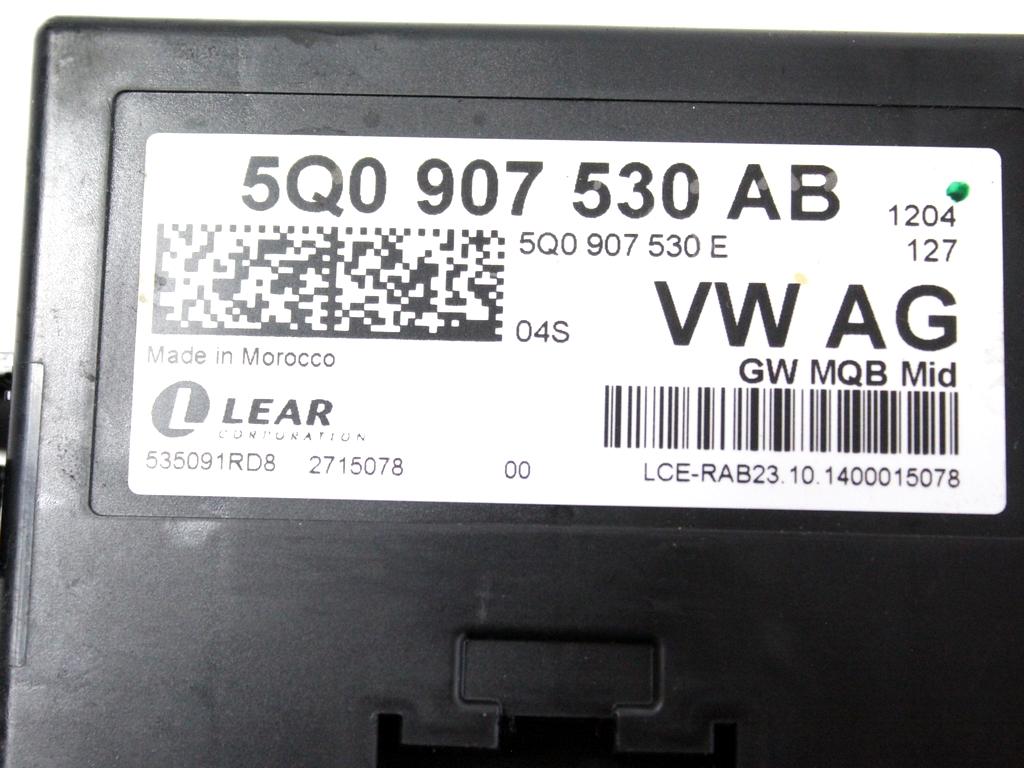 5Q0 907 530 AB
1204
5Q0 907 530 E
127
04S
VW AG
Made in Morocco
GW MQB Mid
LEAR
CORPORATION
535091RD8 2715078 00
LCE-RAB23.10.1400015078